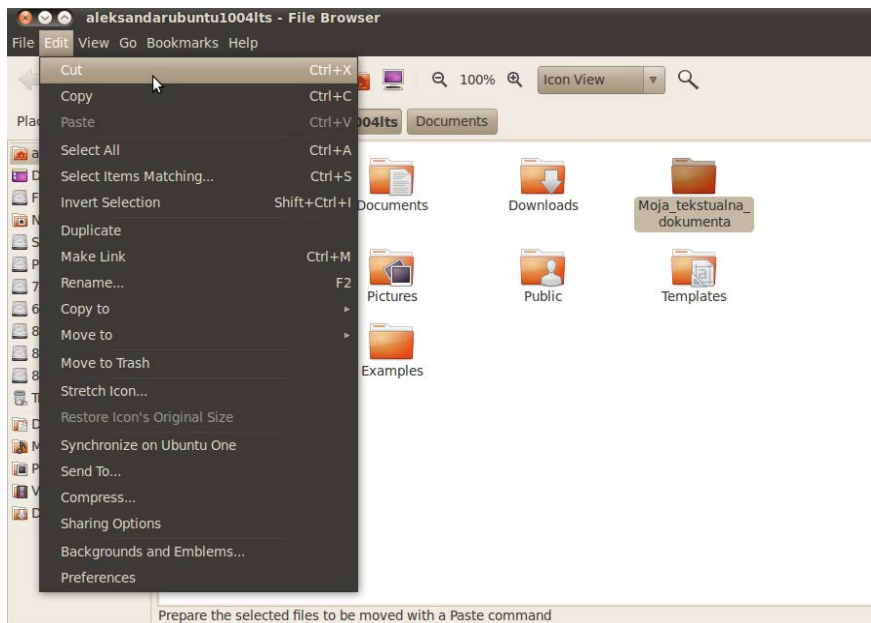 aleksandarubuntu1004lts - File Browser
File Edit View Go Bookmarks Help
Cut Ctrl+X
Copy Ctrl+C
Paste Ctrl+V
Select All Ctrl+A
Select Items Matching... Ctrl+S
Invert Selection Shift+Ctrl+I
Duplicate
Make Link Ctrl+M
Rename... F2
Copy to
Move to
Move to Trash
Stretch Icon...
Restore Icon's Original Size
Synchronize on Ubuntu One
Send To...
Compress...
Sharing Options
Backgrounds and Emblems...
Preferences
100% Icon View
004lts Documents
Documents Downloads Moja_tekstualna_
dokumenta
Pictures Public Templates
Examples
Prepare the selected files to be moved with a Paste command